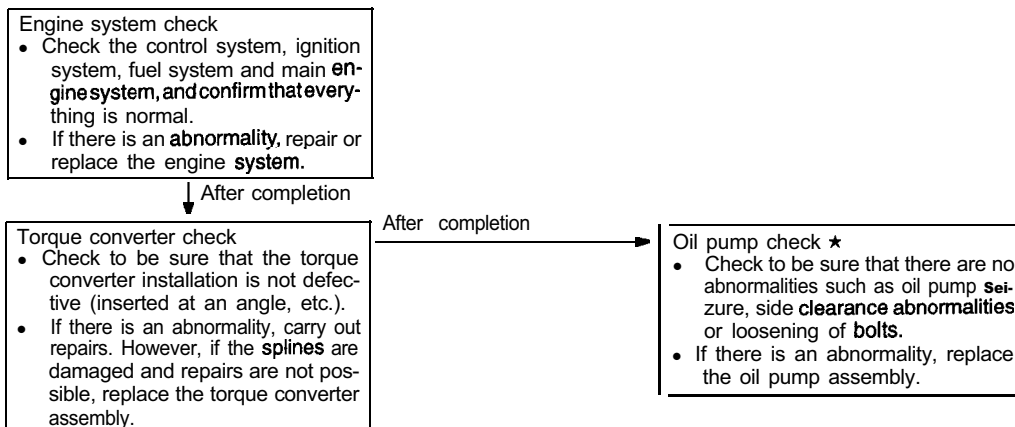 Engine system check
● Check the control system, ignition
system, fuel system and main en-
gine system, and confirm that every-
thing is normal.
● If there is an abnormality, repair or
replace the engine system.
After completion
Torque converter check
● Check to be sure that the torque
converter installation is not defec-
tive (inserted at an angle, etc.).
● If there is an abnormality, carry out
repairs. However, if the splines are
damaged and repairs are not pos-
sible, replace the torque converter
assembly.
After completion
Oil pump check ★
● Check to be sure that there are no
abnormalities such as oil pump sei-
zure, side clearance abnormalities
or loosening of bolts.
● If there is an abnormality, replace
the oil pump assembly.